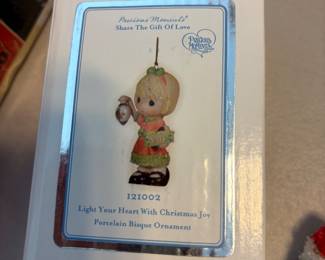 Precious Moments
Share The Gift Of Love
Precious
Moments
121002
Light Your Heart With Christmas Joy
Porcelain Bisque Ornament